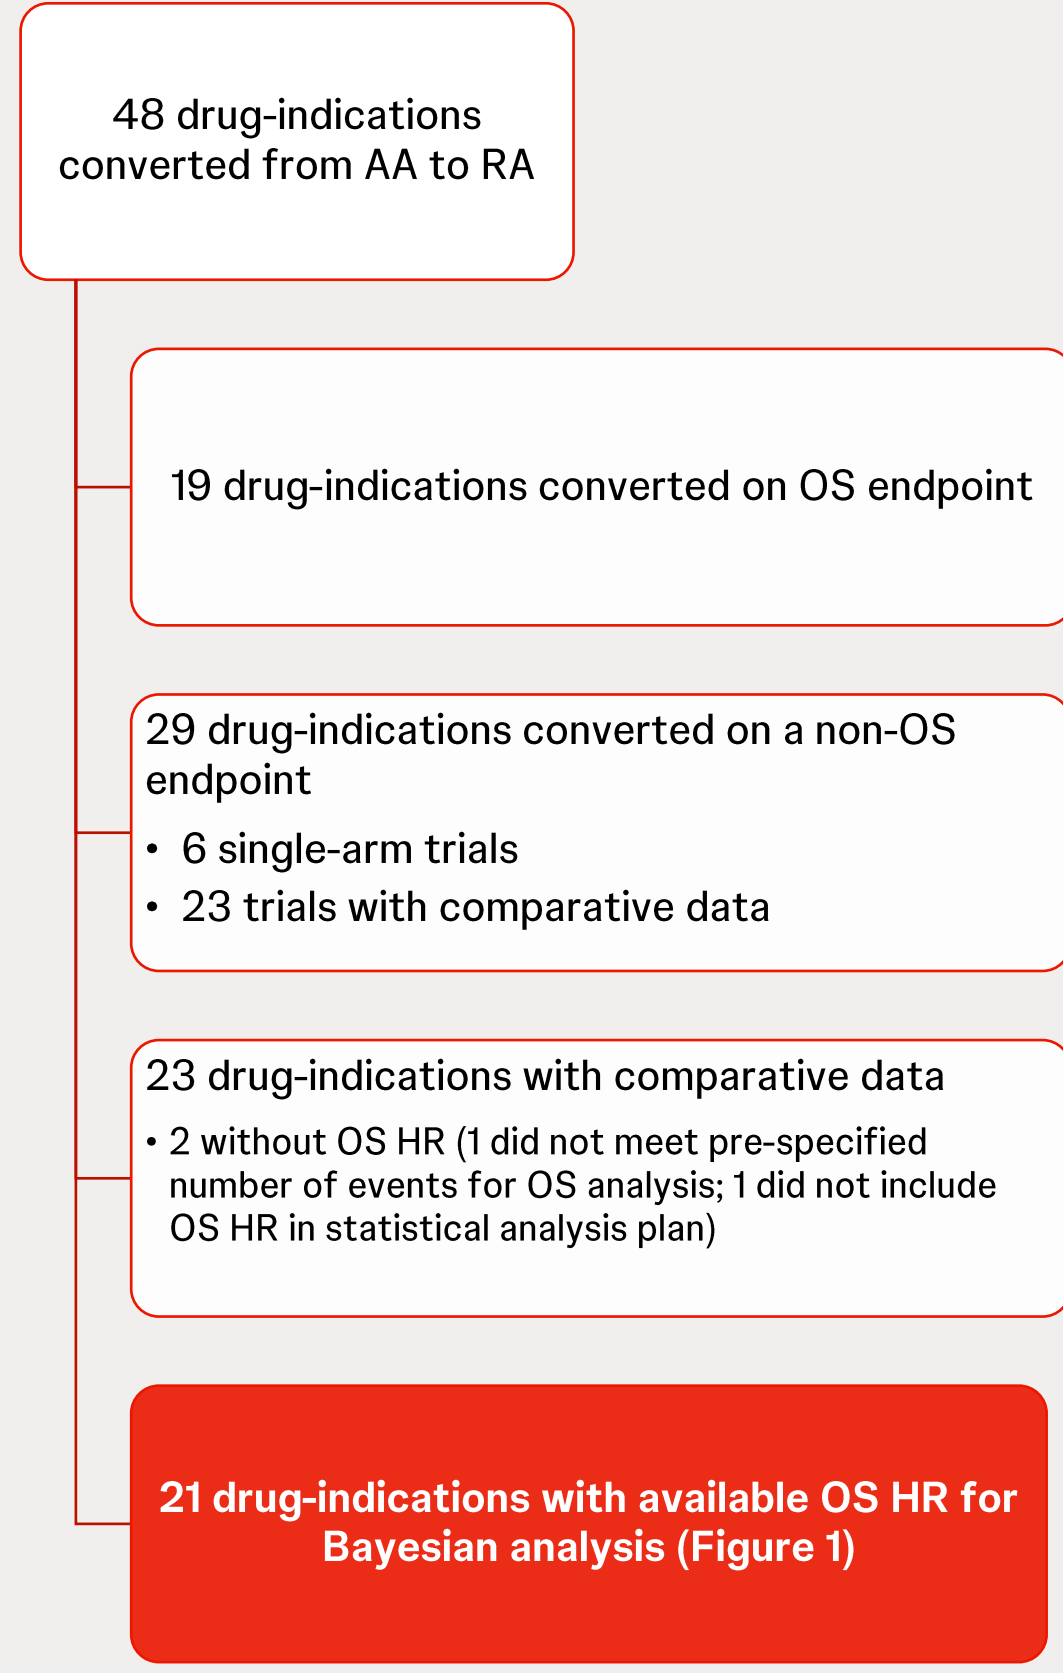 48 drug-indications
converted from AA to RA
19 drug-indications converted on OS endpoint
29 drug-indications converted on a non-OS
endpoint
• 6 single-arm trials
• 23 trials with comparative data
23 drug-indications with comparative data
• 2 without OS HR (1 did not meet pre-specified
number of events for OS analysis; 1 did not include
OS HR in statistical analysis plan)
21 drug-indications with available OS HR for
Bayesian analysis (Figure 1)